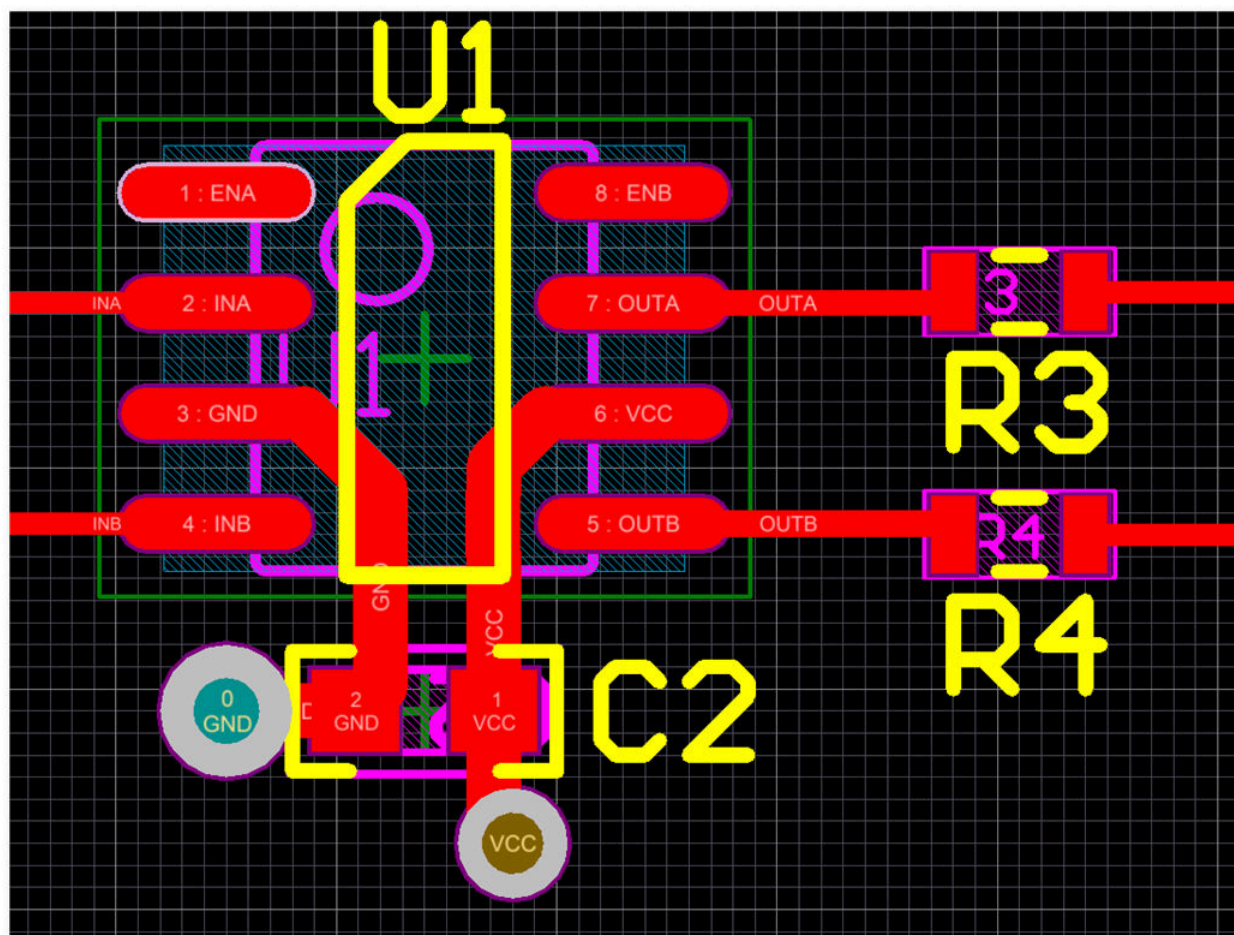 U1
1 : ENA
8 : ENB
INA
2 : INA
7 : OUTA
OUTA
3
R3
U1
3 : GND
6 : VCC
INB
4 : INB
5 : OUTB
OUTB
R4
R4
GND
VCC
C2
0
GND
2
GND
1
VCC
VCC